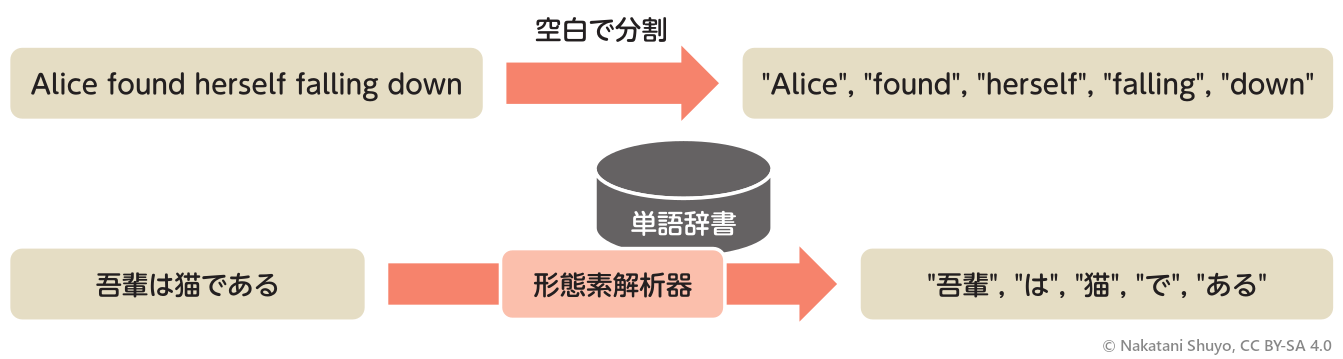 空白で分割
Alice found herself falling down
"Alice", "found", "herself", "falling", "down"
単語辞書
吾輩は猫である
形態素解析器
"吾輩", "は", "猫", "で", "ある"
© Nakatani Shuyo, CC BY-SA 4.0